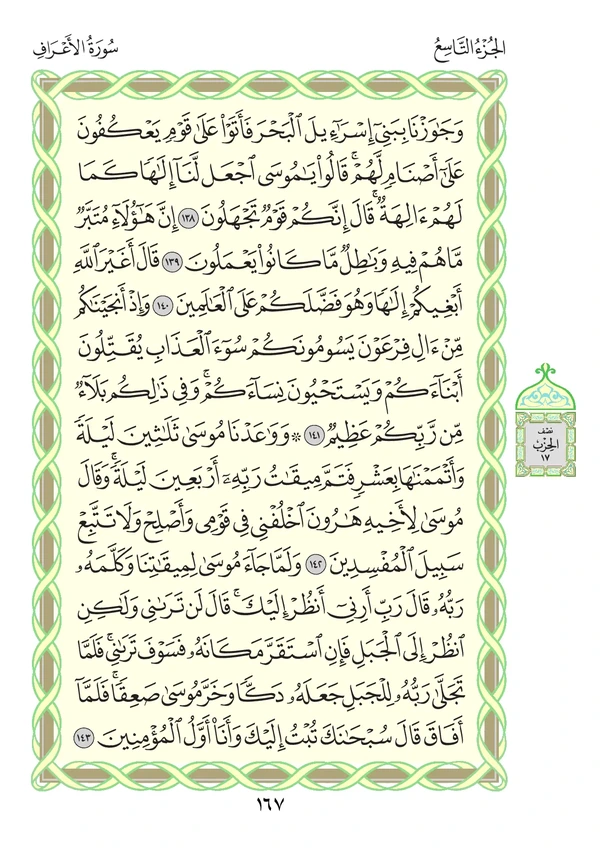 سُورَةُ الأَعْرَافِ
الجُزْءُ التَّاسِعُ
وَجَٰوَزْنَا بِبَنِىٓ إِسْرَٰٓءِيلَ ٱلْبَحْرَ فَأَتَوْا۟ عَلَىٰ قَوْمٍ يَعْكُفُونَ
عَلَىٰٓ أَصْنَامٍ لَّهُمْ ۚ قَالُوا۟ يَٰمُوسَى ٱجْعَل لَّنَآ إِلَٰهًا كَمَا
لَهُمْ ءَالِهَةٌ ۚ قَالَ إِنَّكُمْ قَوْمٌ تَجْهَلُونَ ١٣٨ إِنَّ هَٰٓؤُلَآءِ مُتَبَّرٌ
مَّا هُمْ فِيهِ وَبَٰطِلٌ مَّا كَانُوا۟ يَعْمَلُونَ ١٣٩ قَالَ أَغَيْرَ ٱللَّهِ
أَبْغِيكُمْ إِلَٰهًا وَهُوَ فَضَّلَكُمْ عَلَى ٱلْعَٰلَمِينَ ١٤٠ وَإِذْ أَنجَيْنَٰكُم
مِّنْ ءَالِ فِرْعَوْنَ يَسُومُونَكُمْ سُوٓءَ ٱلْعَذَابِ يُقَتِّلُونَ
أَبْنَآءَكُمْ وَيَسْتَحْيُونَ نِسَآءَكُمْ ۚ وَفِى ذَٰلِكُم بَلَآءٌ
مِّن رَّبِّكُمْ عَظِيمٌ ١٤١ ۞ وَوَٰعَدْنَا مُوسَىٰ ثَلَٰثِينَ لَيْلَةً
وَأَتْمَمْنَٰهَا بِعَشْرٍ فَتَمَّ مِيقَٰتُ رَبِّهِۦٓ أَرْبَعِينَ لَيْلَةً ۚ وَقَالَ
مُوسَىٰ لِأَخِيهِ هَٰرُونَ ٱخْلُفْنِى فِى قَوْمِى وَأَصْلِحْ وَلَا تَتَّبِعْ
سَبِيلَ ٱلْمُفْسِدِينَ ١٤٢ وَلَمَّا جَآءَ مُوسَىٰ لِمِيقَٰتِنَا وَكَلَّمَهُۥ
رَبُّهُۥ قَالَ رَبِّ أَرِنِىٓ أَنظُرْ إِلَيْكَ ۚ قَالَ لَن تَرَىٰنِى وَلَٰكِنِ
ٱنظُرْ إِلَى ٱلْجَبَلِ فَإِنِ ٱسْتَقَرَّ مَكَانَهُۥ فَسَوْفَ تَرَىٰنِى ۚ فَلَمَّا
تَجَلَّىٰ رَبُّهُۥ لِلْجَبَلِ جَعَلَهُۥ دَكًّا وَخَرَّ مُوسَىٰ صَعِقًا ۚ فَلَمَّآ
أَفَاقَ قَالَ سُبْحَٰنَكَ تُبْتُ إِلَيْكَ وَأَنَا۠ أَوَّلُ ٱلْمُؤْمِنِينَ ١٤٣
نصف
الحزب
١٧
١٦٧